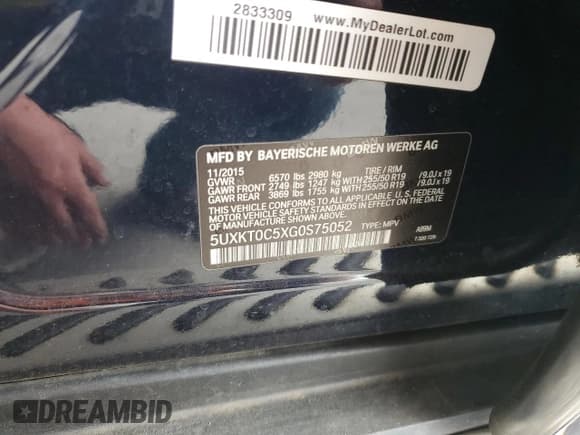 2833309 www.MyDealerLot.com
MFD BY BAYERISCHE MOTOREN WERKE AG
11/2015
GVWR 6570 lbs 2980 kg TIRE / RIM
GAWR FRONT 2749 lbs 1247 kg WITH 255/50 R19 /9.0J x 19
GAWR REAR 3869 lbs 1755 kg WITH 255/50 R19 /9.0J x 19
THIS VEHICLE CONFORMS TO ALL APPLICABLE U.S. FEDERAL
MOTOR VEHICLE SAFETY STANDARDS IN EFFECT ON THE DATE
OF MANUFACTURE SHOWN ABOVE.
5UXKT0C5XG0S75052 TYPE: MPV
DREAMBID